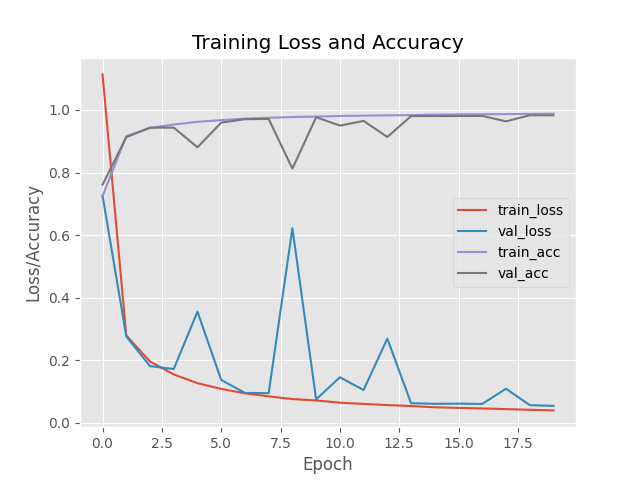 Training Loss and Accuracy
Loss/Accuracy
1.0
0.8
0.6
0.4
0.2
0.0
train_loss
val_loss
train_acc
val_acc
0.0 2.5 5.0 7.5 10.0 12.5 15.0 17.5
Epoch